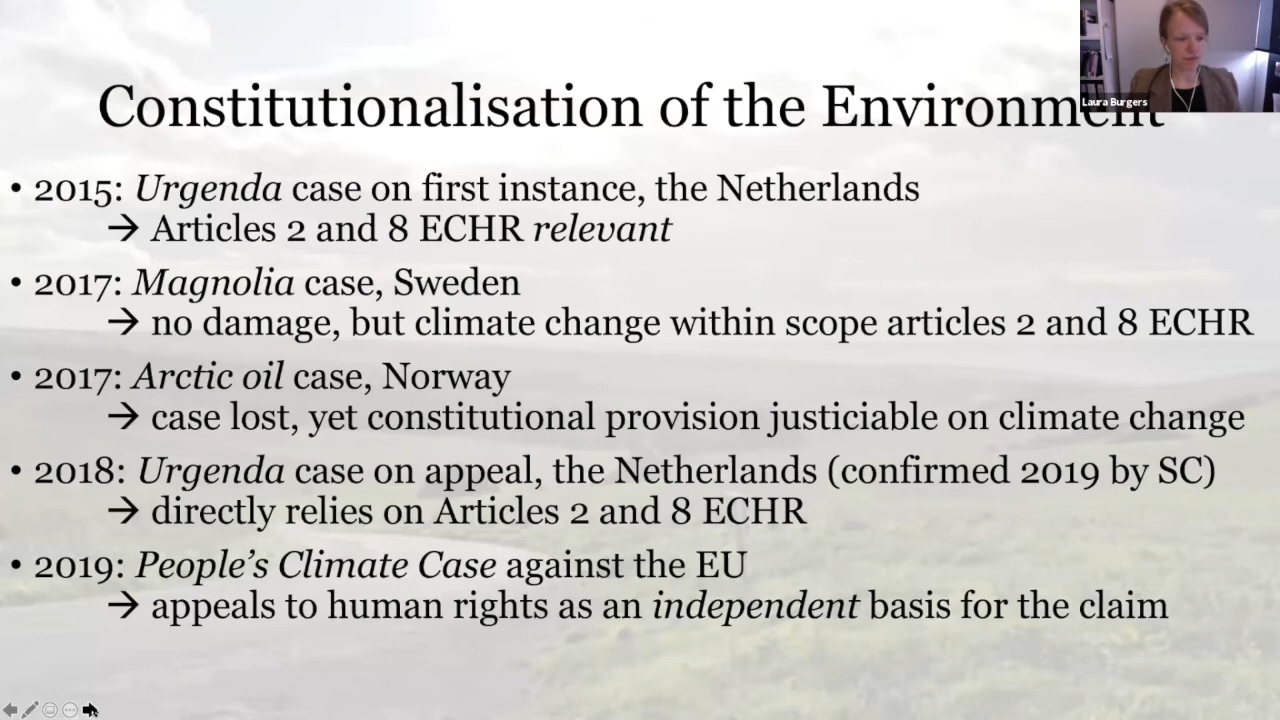 Laura Burgers
Constitutionalisation of the Environment
• 2015: Urgenda case on first instance, the Netherlands
→ Articles 2 and 8 ECHR relevant
• 2017: Magnolia case, Sweden
→ no damage, but climate change within scope articles 2 and 8 ECHR
• 2017: Arctic oil case, Norway
→ case lost, yet constitutional provision justiciable on climate change
• 2018: Urgenda case on appeal, the Netherlands (confirmed 2019 by SC)
→ directly relies on Articles 2 and 8 ECHR
• 2019: People’s Climate Case against the EU
→ appeals to human rights as an independent basis for the claim